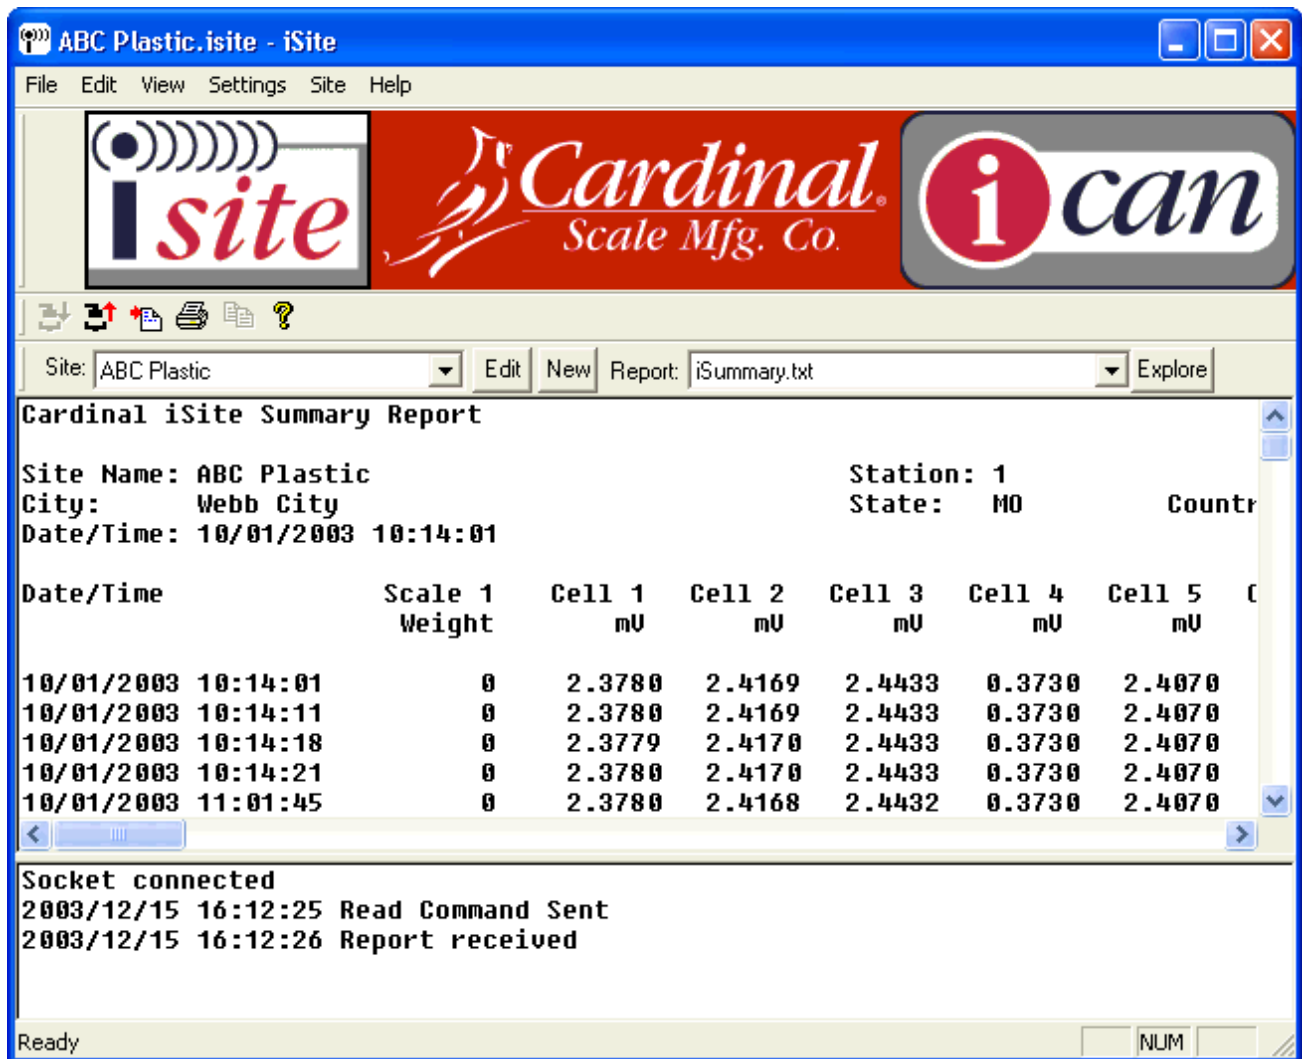 ABC Plastic.isite - iSite
File Edit View Settings Site Help
isite
Cardinal®
Scale Mfg. Co.
i can
Site: ABC Plastic Edit New Report: iSummary.txt Explore
Cardinal iSite Summary Report
Site Name: ABC Plastic Station: 1
City: Webb City State: MO Countr
Date/Time: 10/01/2003 10:14:01
Date/Time Scale 1 Cell 1 Cell 2 Cell 3 Cell 4 Cell 5 C
Weight mV mV mV mV mV
10/01/2003 10:14:01 0 2.3780 2.4169 2.4433 0.3730 2.4070
10/01/2003 10:14:11 0 2.3780 2.4169 2.4433 0.3730 2.4070
10/01/2003 10:14:18 0 2.3779 2.4170 2.4433 0.3730 2.4070
10/01/2003 10:14:21 0 2.3780 2.4170 2.4433 0.3730 2.4070
10/01/2003 11:01:45 0 2.3780 2.4168 2.4432 0.3730 2.4070
Socket connected
2003/12/15 16:12:25 Read Command Sent
2003/12/15 16:12:26 Report received
Ready NUM